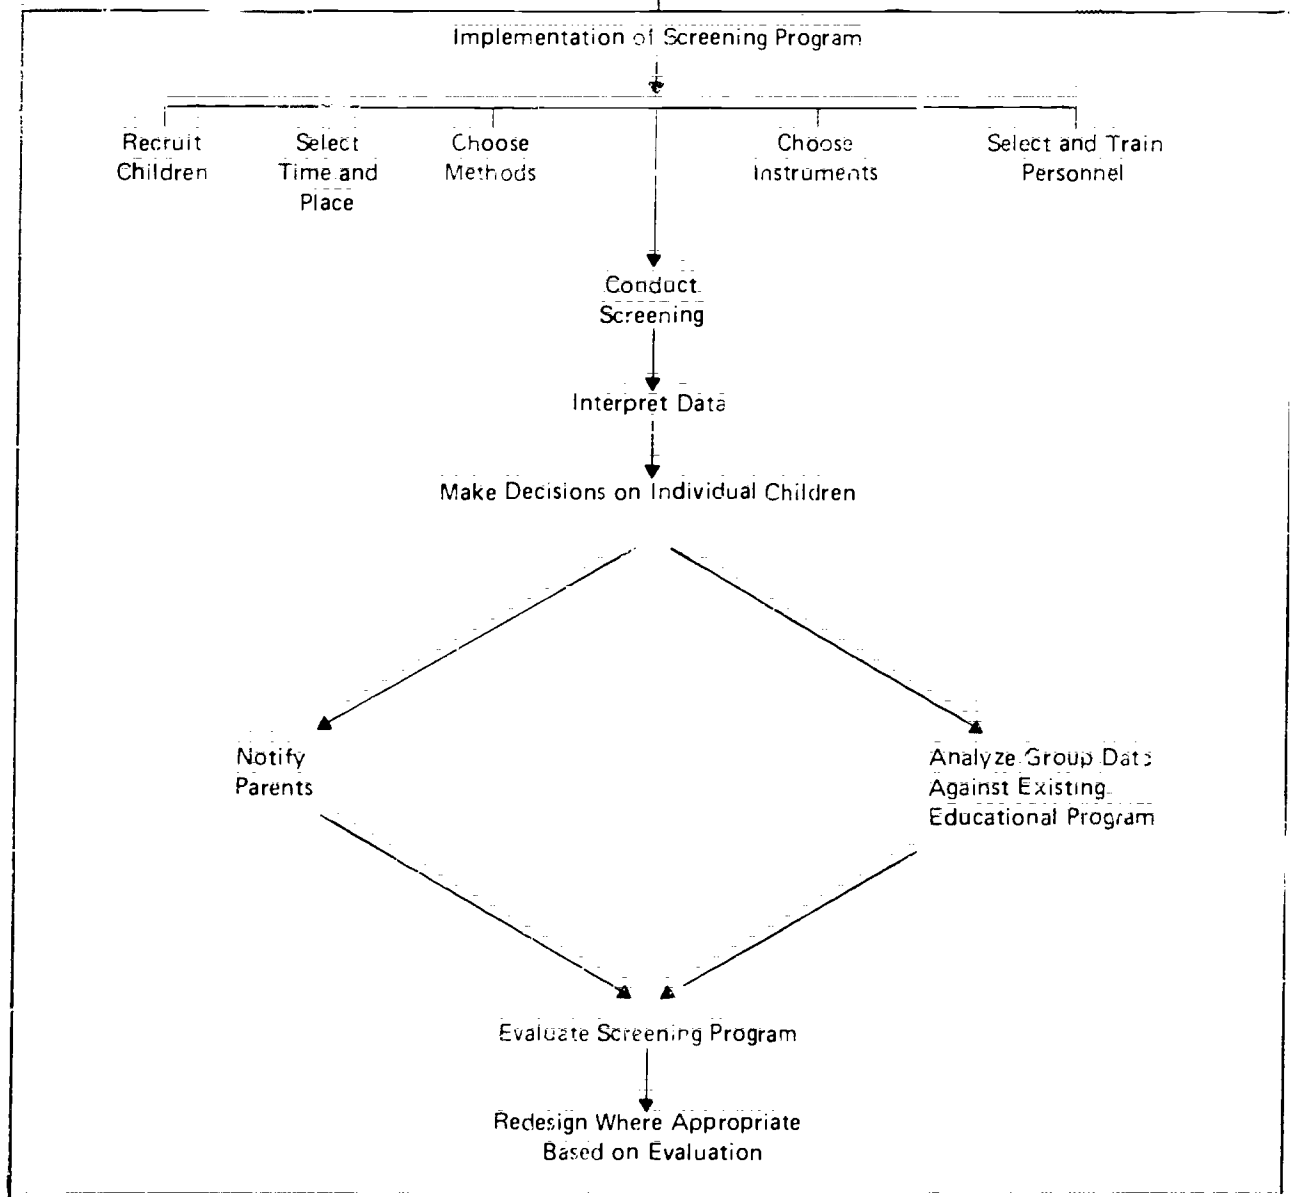 Implementation of Screening Program
Recruit
Children
Select
Time and
Place
Choose
Methods
Choose
Instruments
Select and Train
Personnel
Conduct
Screening
Interpret Data
Make Decisions on Individual Children
Notify
Parents
Analyze Group Data
Against Existing
Educational Program
Evaluate Screening Program
Redesign Where Appropriate
Based on Evaluation